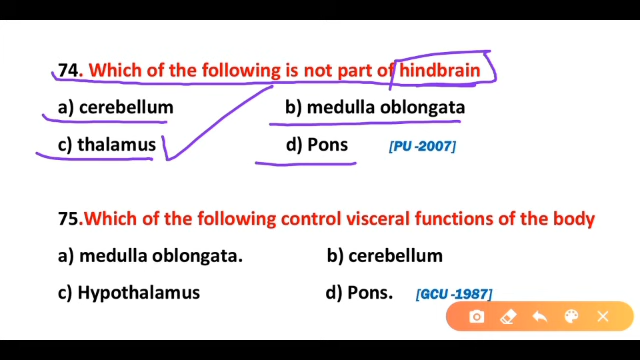 74. Which of the following is not part of hindbrain
a) cerebellum b) medulla oblongata
c) thalamus d) Pons [PU -2007]
75.Which of the following control visceral functions of the body
a) medulla oblongata. b) cerebellum
c) Hypothalamus d) Pons. [GCU -1987]